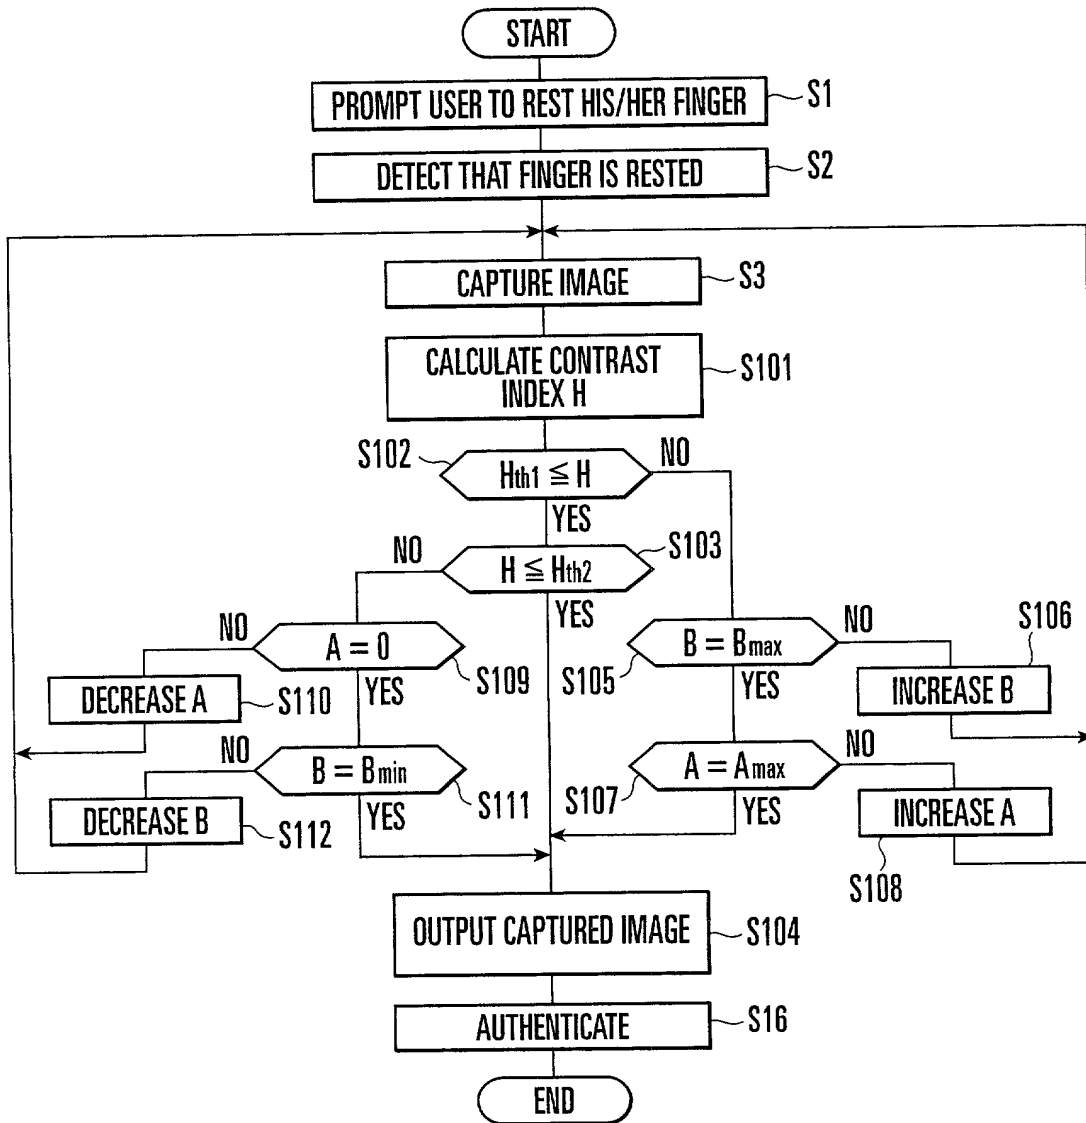 START
PROMPT USER TO REST HIS/HER FINGER
S1
DETECT THAT FINGER IS RESTED
S2
CAPTURE IMAGE
S3
CALCULATE CONTRAST
INDEX H
S101
S102
Hth1 ≦ H
NO
YES
NO
H ≦ Hth2
S103
YES
NO
A = 0
S109
YES
B = Bmax
S105
NO
YES
S106
INCREASE B
DECREASE A
S110
NO
B = Bmin
S111
YES
A = Amax
S107
NO
YES
DECREASE B
S112
INCREASE A
S108
OUTPUT CAPTURED IMAGE
S104
AUTHENTICATE
S16
END